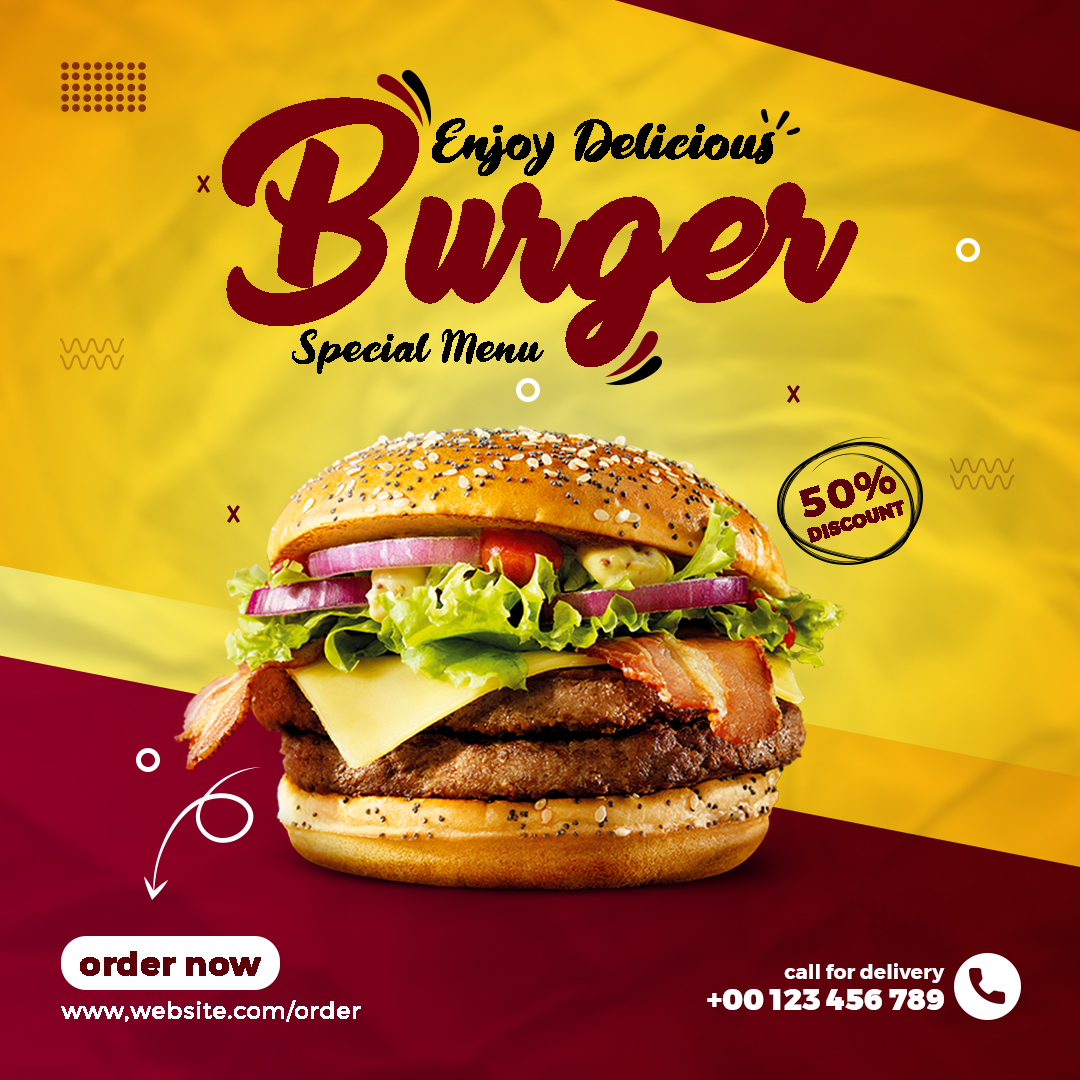 Enjoy Delicious
Burger
Special Menu
50%
DISCOUNT
order now
www,website.com/order
call for delivery
+00 123 456 789